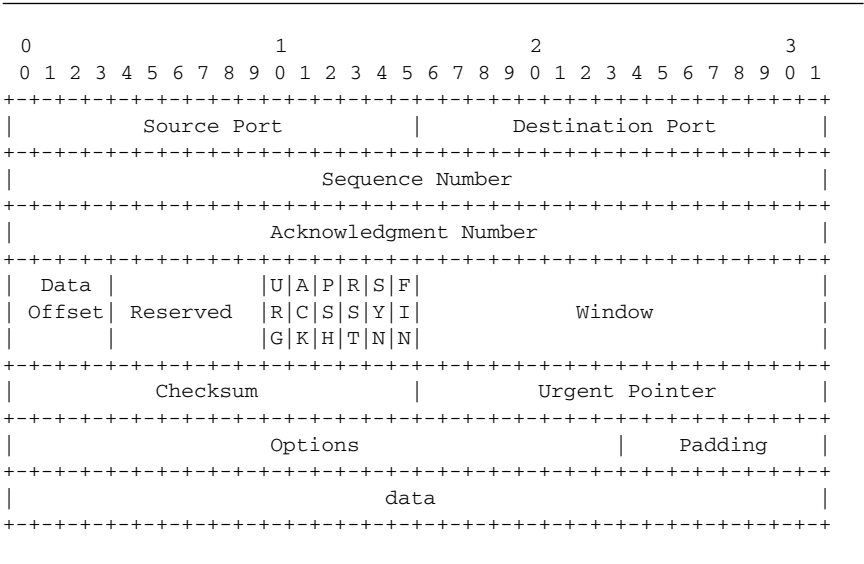 0                   1                   2                   3
 0 1 2 3 4 5 6 7 8 9 0 1 2 3 4 5 6 7 8 9 0 1 2 3 4 5 6 7 8 9 0 1
+-+-+-+-+-+-+-+-+-+-+-+-+-+-+-+-+-+-+-+-+-+-+-+-+-+-+-+-+-+-+-+-+
|          Source Port          |       Destination Port        |
+-+-+-+-+-+-+-+-+-+-+-+-+-+-+-+-+-+-+-+-+-+-+-+-+-+-+-+-+-+-+-+-+
|                        Sequence Number                        |
+-+-+-+-+-+-+-+-+-+-+-+-+-+-+-+-+-+-+-+-+-+-+-+-+-+-+-+-+-+-+-+-+
|                    Acknowledgment Number                      |
+-+-+-+-+-+-+-+-+-+-+-+-+-+-+-+-+-+-+-+-+-+-+-+-+-+-+-+-+-+-+-+-+
|  Data |           |U|A|P|R|S|F|                               |
| Offset| Reserved  |R|C|S|S|Y|I|            Window             |
|       |           |G|K|H|T|N|N|                               |
+-+-+-+-+-+-+-+-+-+-+-+-+-+-+-+-+-+-+-+-+-+-+-+-+-+-+-+-+-+-+-+-+
|           Checksum            |         Urgent Pointer        |
+-+-+-+-+-+-+-+-+-+-+-+-+-+-+-+-+-+-+-+-+-+-+-+-+-+-+-+-+-+-+-+-+
|                    Options                    |    Padding    |
+-+-+-+-+-+-+-+-+-+-+-+-+-+-+-+-+-+-+-+-+-+-+-+-+-+-+-+-+-+-+-+-+
|                             data                              |
+-+-+-+-+-+-+-+-+-+-+-+-+-+-+-+-+-+-+-+-+-+-+-+-+-+-+-+-+-+-+-+-+